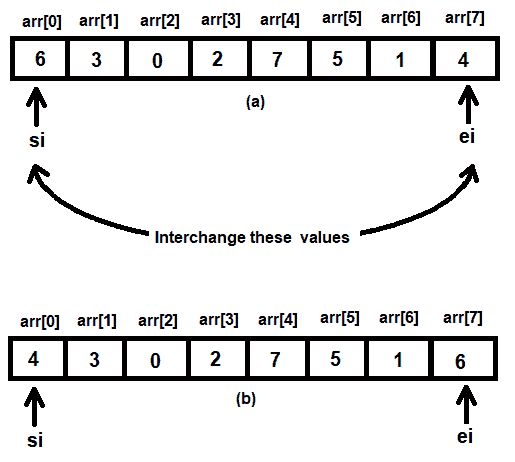 arr[0] arr[1] arr[2] arr[3] arr[4] arr[5] arr[6] arr[7]
6 3 0 2 7 5 1 4
(a)
si ei
Interchange these values
arr[0] arr[1] arr[2] arr[3] arr[4] arr[5] arr[6] arr[7]
4 3 0 2 7 5 1 6
(b)
si ei